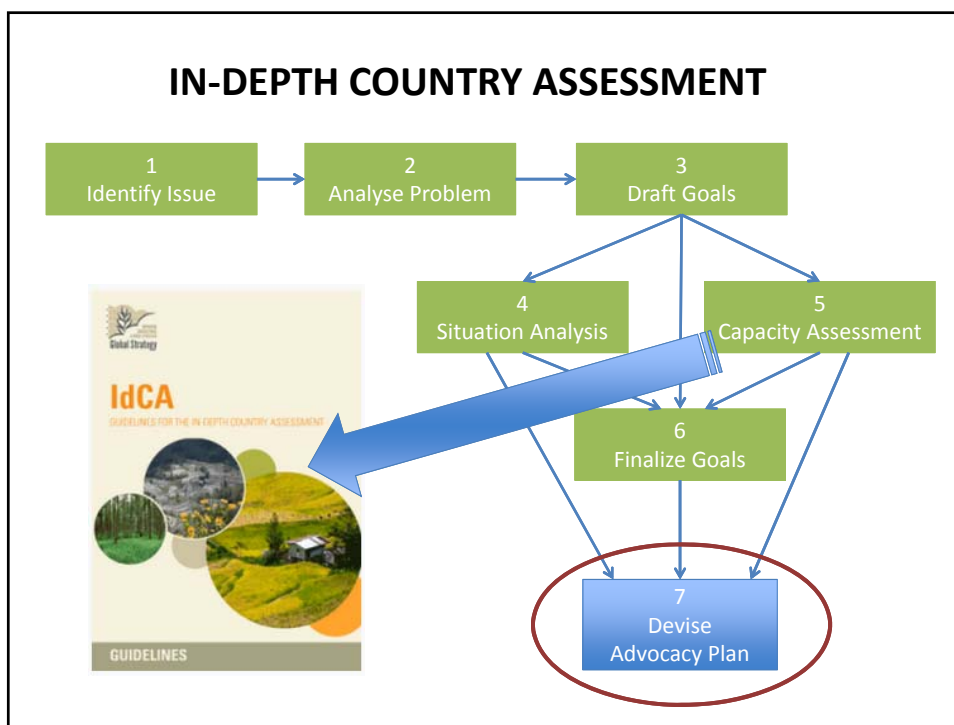 IN-DEPTH COUNTRY ASSESSMENT
1
Identify Issue
2
Analyse Problem
3
Draft Goals
4
Situation Analysis
5
Capacity Assessment
6
Finalize Goals
7
Devise
Advocacy Plan
Global Strategy
IdCA
GUIDELINES FOR THE IN-DEPTH COUNTRY ASSESSMENT
GUIDELINES